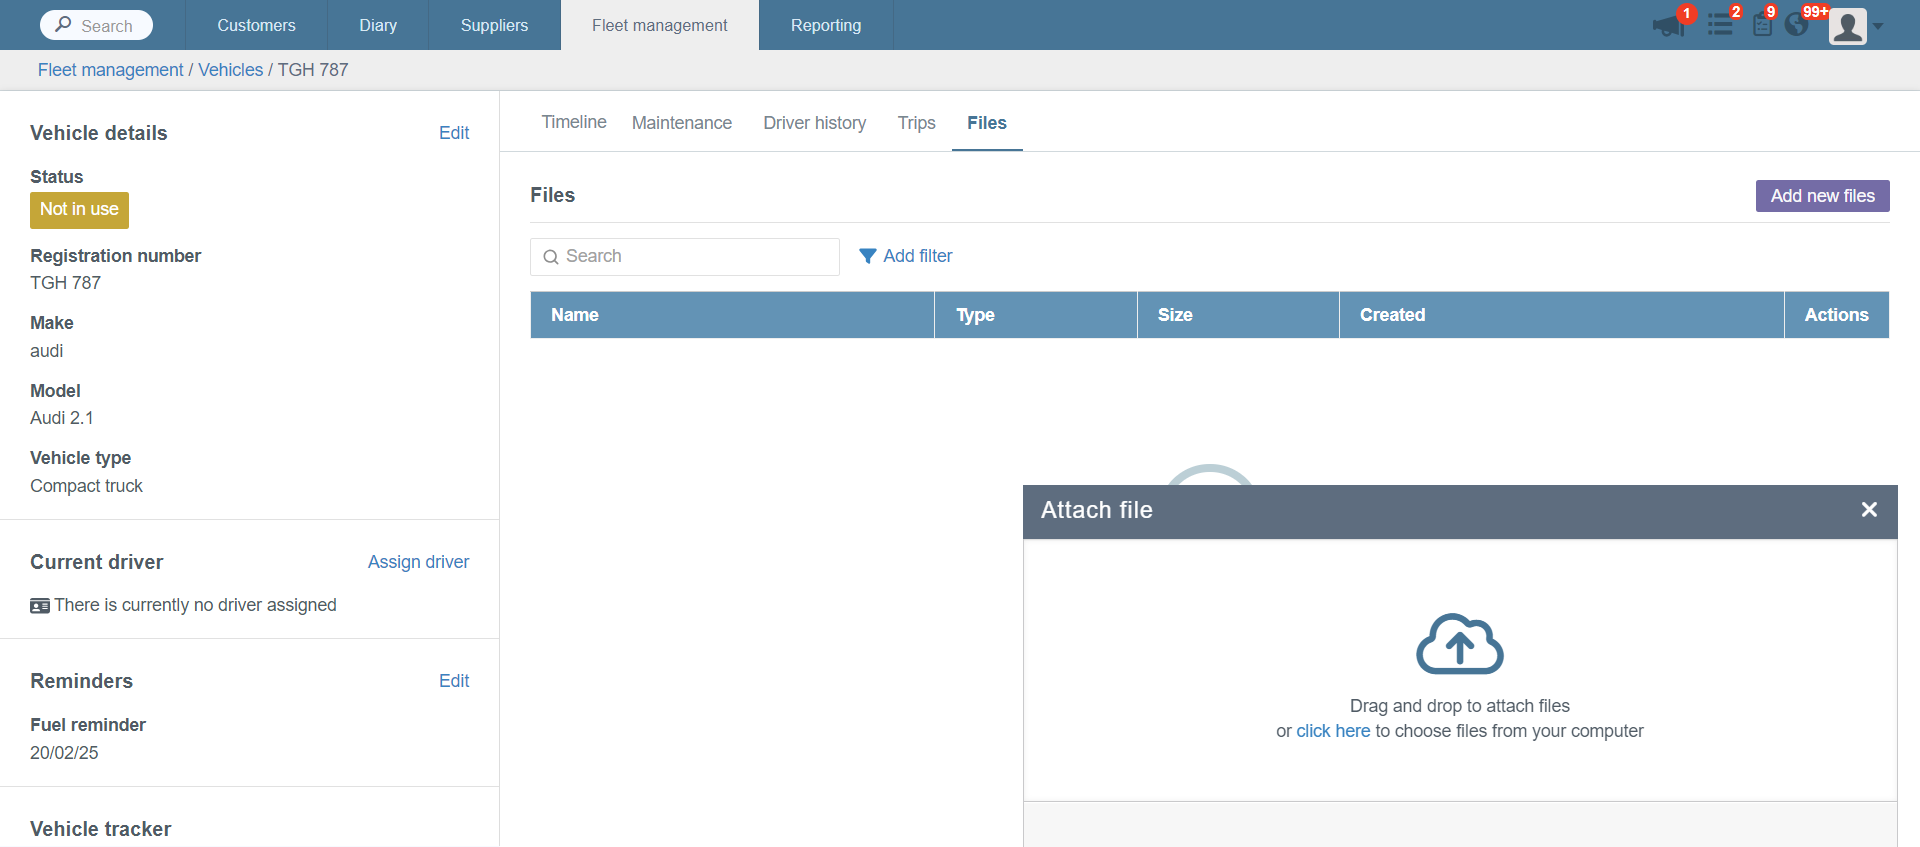 Search
Customers
Diary
Suppliers
Fleet management
Reporting
1
2
9
99+
Fleet management / Vehicles / TGH 787
Vehicle details
Edit
Status
Not in use
Registration number
TGH 787
Make
audi
Model
Audi 2.1
Vehicle type
Compact truck
Current driver
Assign driver
There is currently no driver assigned
Reminders
Edit
Fuel reminder
20/02/25
Vehicle tracker
Timeline
Maintenance
Driver history
Trips
Files
Files
Add new files
Search
Add filter
Name
Type
Size
Created
Actions
Attach file
Drag and drop to attach files
or click here to choose files from your computer